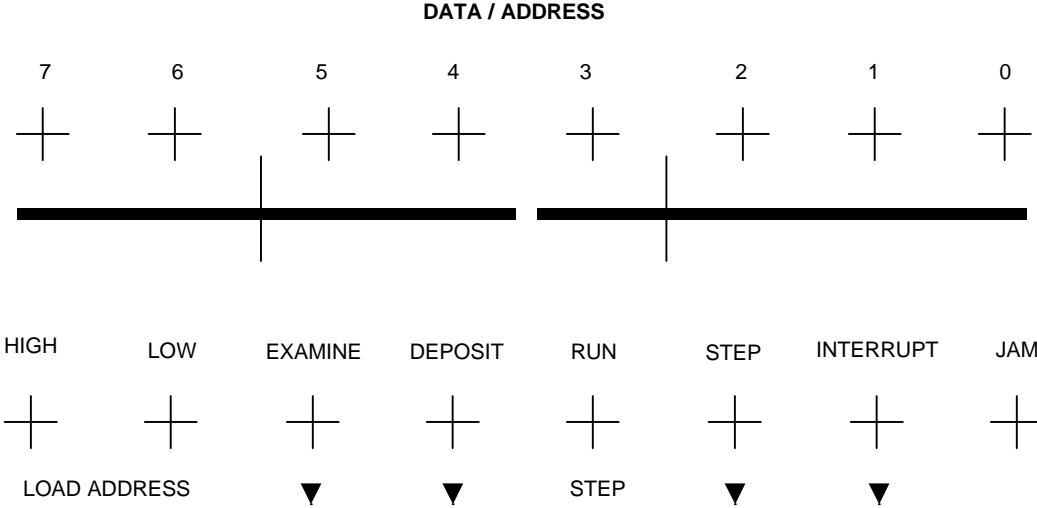 DATA / ADDRESS
7 6 5 4 3 2 1 0
HIGH LOW EXAMINE DEPOSIT RUN STEP INTERRUPT JAM
LOAD ADDRESS STEP